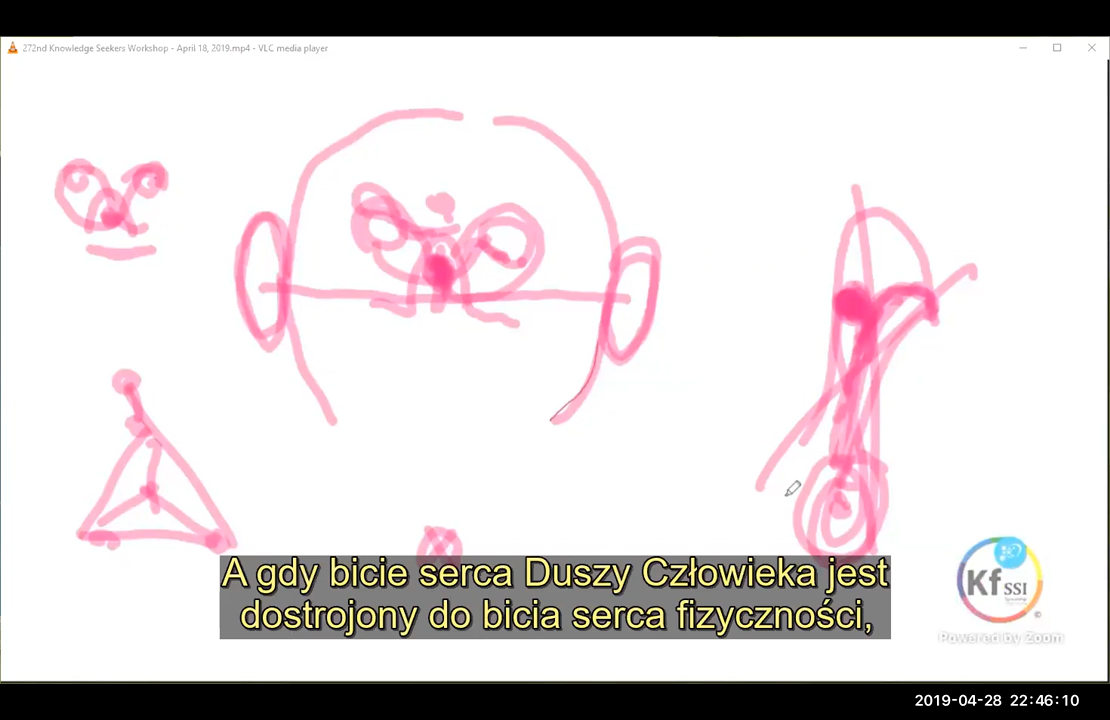 272nd Knowledge Seekers Workshop - April 18, 2019.mp4 - VLC media player
A gdy bicie serca Duszy Człowieka jest
dostrojony do bicia serca fizyczności,
Kf SSI
©
Powered by Zoom
2019-04-28 22:46:10